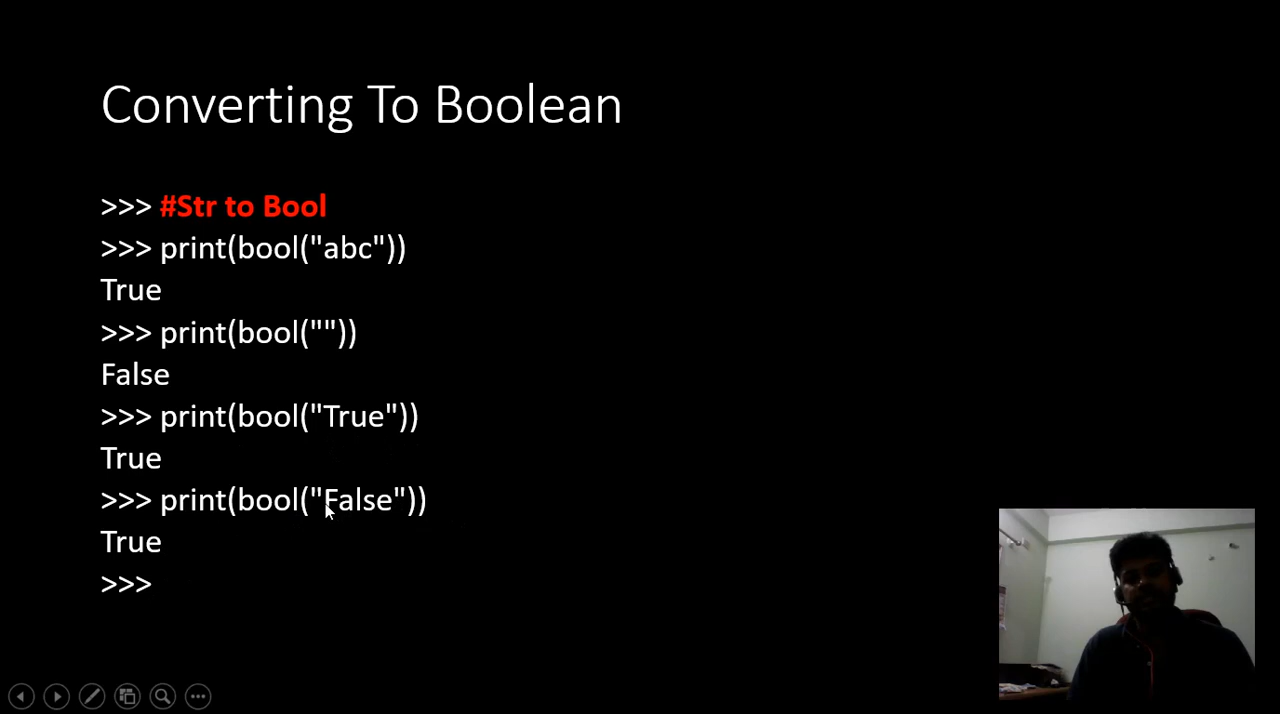 Converting To Boolean
>>> #Str to Bool
>>> print(bool("abc"))
True
>>> print(bool(""))
False
>>> print(bool("True"))
True
>>> print(bool("False"))
True
>>>